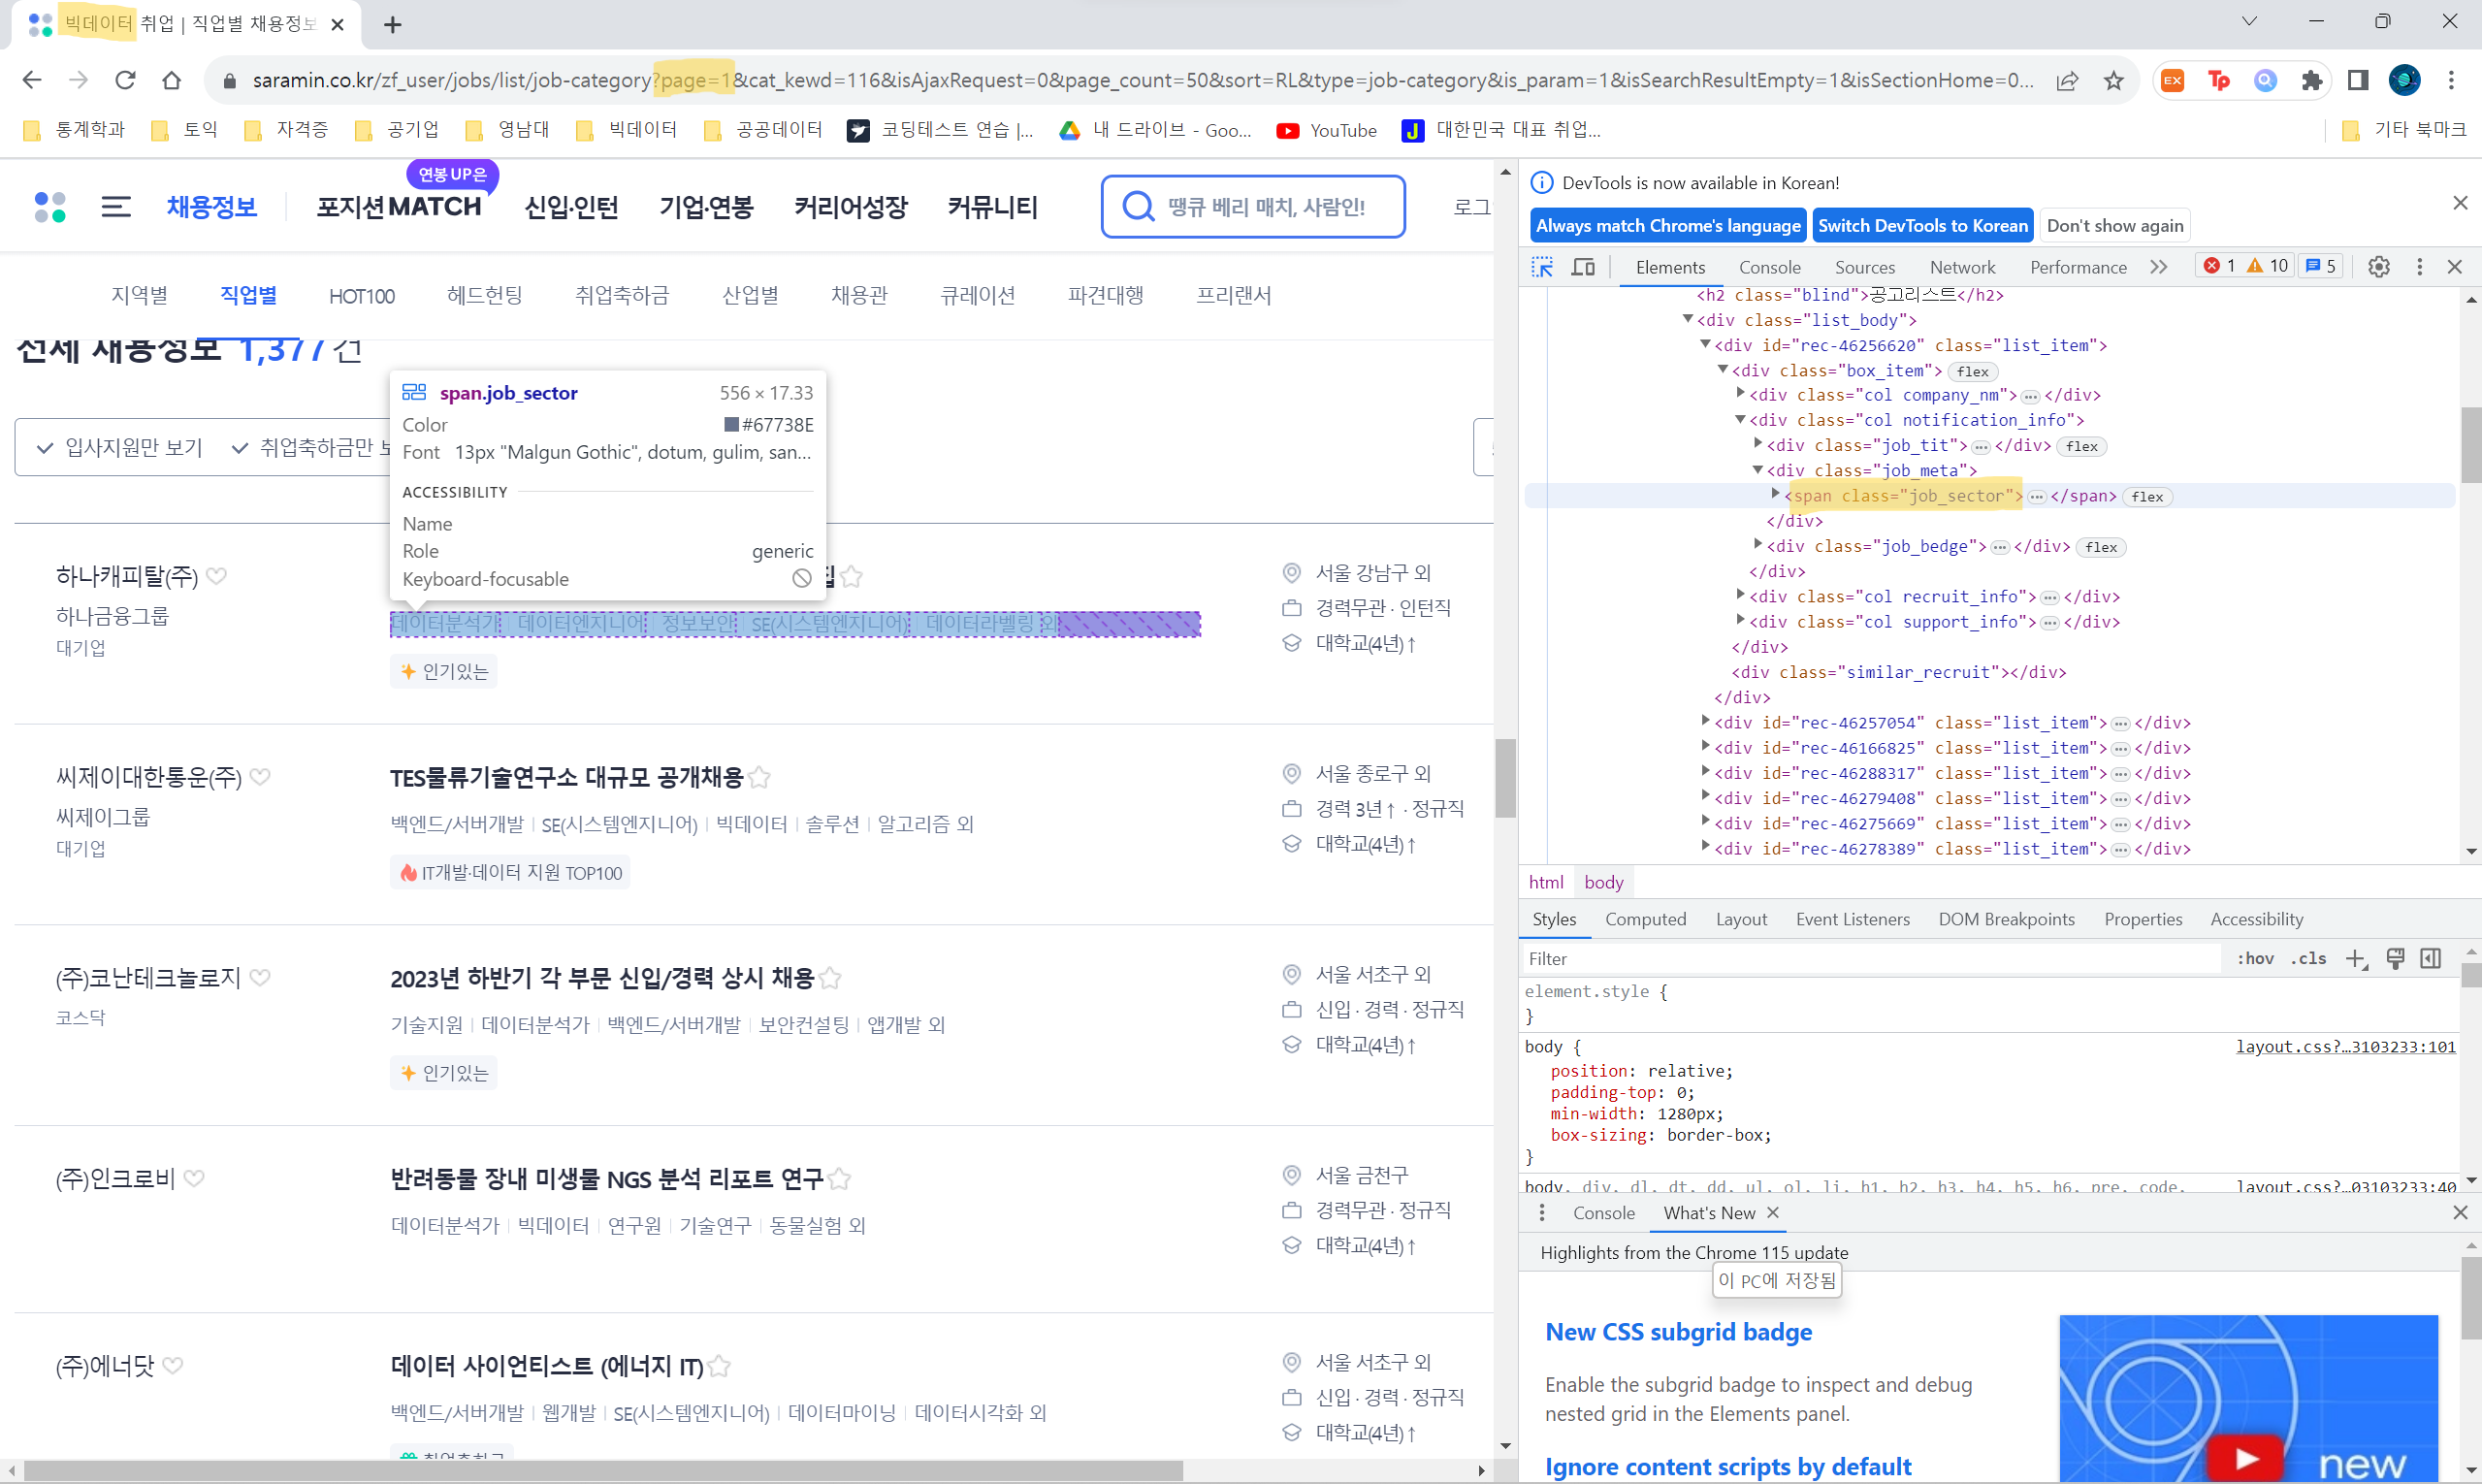 빅데이터 취업 | 직업별 채용정보
saramin.co.kr/zf_user/jobs/list/job-category?page=1&cat_kewd=116&isAjaxRequest=0&page_count=50&sort=RL&type=job-category&is_param=1&isSearchResultEmpty=1&isSectionHome=0...
EX Tp
통계학과 토익 자격증 공기업 영남대 빅데이터 공공데이터 코딩테스트 연습 |... 내 드라이브 - Goo... YouTube J 대한민국 대표 취업... 기타 북마크
연봉 UP은
채용정보 포지션 MATCH 신입·인턴 기업·연봉 커리어성장 커뮤니티 땡큐 베리 매치, 사람인! 로그
지역별 직업별 HOT100 헤드헌팅 취업축하금 산업별 채용관 큐레이션 파견대행 프리랜서
전체 채용정보 1,377건
입사지원만 보기 취업축하금만 보
span.job_sector 556 × 17.33
Color #67738E
Font 13px "Malgun Gothic", dotum, gulim, san...
ACCESSIBILITY
Name
Role generic
Keyboard-focusable
하나캐피탈(주)
하나금융그룹
대기업
데이터분석가 데이터엔지니어 정보보안 SE(시스템엔지니어) 데이터라벨링 외
인기있는
서울 강남구 외
경력무관 · 인턴직
대학교(4년)↑
씨제이대한통운(주)
씨제이그룹
대기업
TES물류기술연구소 대규모 공개채용
백엔드/서버개발 SE(시스템엔지니어) 빅데이터 솔루션 알고리즘 외
IT개발·데이터 지원 TOP100
서울 종로구 외
경력 3년↑ · 정규직
대학교(4년)↑
(주)코난테크놀로지
코스닥
2023년 하반기 각 부문 신입/경력 상시 채용
기술지원 데이터분석가 백엔드/서버개발 보안컨설팅 앱개발 외
인기있는
서울 서초구 외
신입 · 경력 · 정규직
대학교(4년)↑
(주)인크로비
반려동물 장내 미생물 NGS 분석 리포트 연구
데이터분석가 빅데이터 연구원 기술연구 동물실험 외
서울 금천구
경력무관 · 정규직
대학교(4년)↑
(주)에너닷
데이터 사이언티스트 (에너지 IT)
백엔드/서버개발 웹개발 SE(시스템엔지니어) 데이터마이닝 데이터시각화 외
서울 서초구 외
신입 · 경력 · 정규직
대학교(4년)↑
DevTools is now available in Korean!
Always match Chrome's language Switch DevTools to Korean Don't show again
Elements Console Sources Network Performance 1 10 5
<h2 class="blind">공고리스트</h2>
<div class="list_body">
<div id="rec-46256620" class="list_item">
<div class="box_item"> flex
<div class="col company_nm">…</div>
<div class="col notification_info">
<div class="job_tit">…</div> flex
<div class="job_meta">
<span class="job_sector">…</span> flex
</div>
<div class="job_bedge">…</div> flex
</div>
<div class="col recruit_info">…</div>
<div class="col support_info">…</div>
</div>
<div class="similar_recruit"></div>
</div>
<div id="rec-46257054" class="list_item">…</div>
<div id="rec-46166825" class="list_item">…</div>
<div id="rec-46288317" class="list_item">…</div>
<div id="rec-46279408" class="list_item">…</div>
<div id="rec-46275669" class="list_item">…</div>
<div id="rec-46278389" class="list_item">…</div>
html body
Styles Computed Layout Event Listeners DOM Breakpoints Properties Accessibility
Filter :hov .cls
element.style {
}
body { layout.css?…3103233:101
position: relative;
padding-top: 0;
min-width: 1280px;
box-sizing: border-box;
}
body, div, dl, dt, dd, ul, ol, li, h1, h2, h3, h4, h5, h6, pre, code, layout.css?…03103233:40
Console What's New
Highlights from the Chrome 115 update
이 PC에 저장됨
New CSS subgrid badge
Enable the subgrid badge to inspect and debug
nested grid in the Elements panel.
Ignore content scripts by default
new